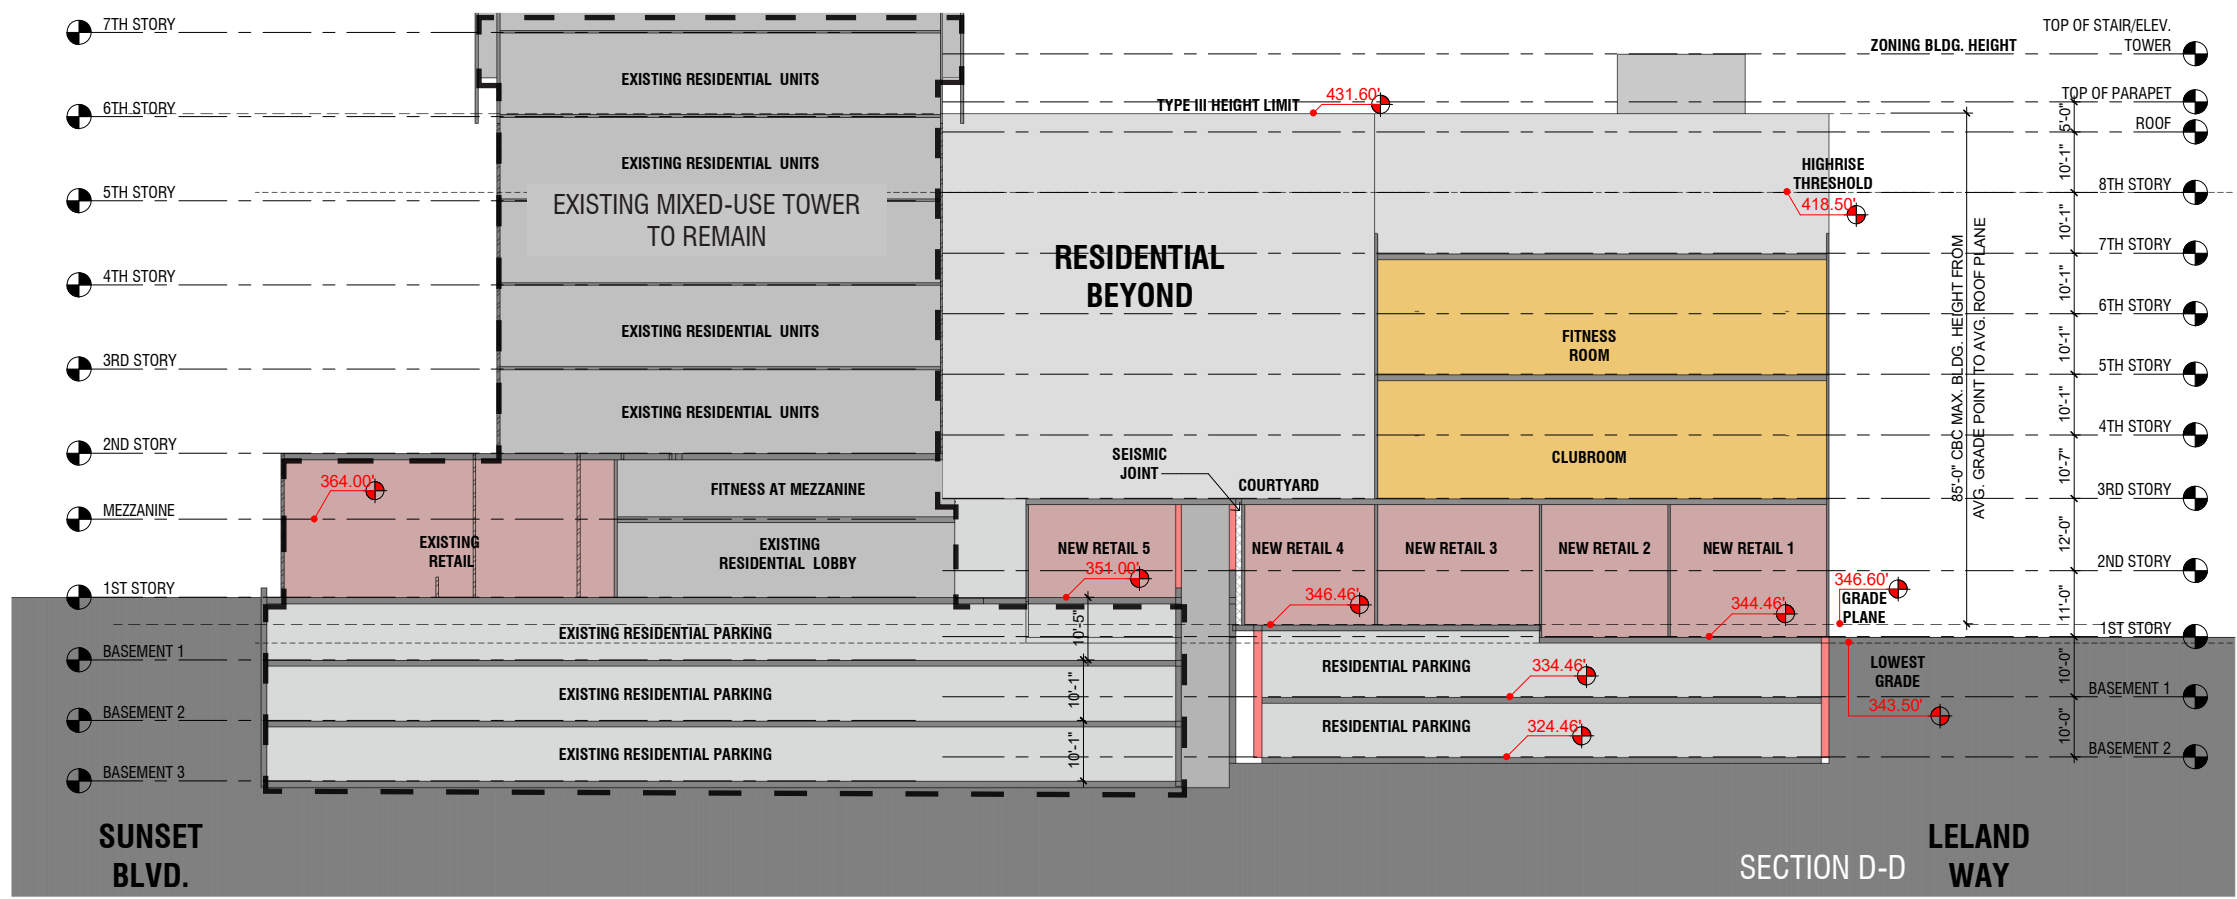 7TH STORY
6TH STORY
5TH STORY
4TH STORY
3RD STORY
2ND STORY
MEZZANINE
1ST STORY
BASEMENT 1
BASEMENT 2
BASEMENT 3
SUNSET
BLVD.
EXISTING RESIDENTIAL UNITS
EXISTING RESIDENTIAL UNITS
EXISTING MIXED-USE TOWER
TO REMAIN
EXISTING RESIDENTIAL UNITS
EXISTING RESIDENTIAL UNITS
364.00'
EXISTING
RETAIL
FITNESS AT MEZZANINE
EXISTING
RESIDENTIAL LOBBY
EXISTING RESIDENTIAL PARKING
EXISTING RESIDENTIAL PARKING
EXISTING RESIDENTIAL PARKING
10'-5"
10'-1"
10'-1"
RESIDENTIAL
BEYOND
TYPE III HEIGHT LIMIT
431.60'
SEISMIC
JOINT
COURTYARD
NEW RETAIL 5
351.00'
NEW RETAIL 4
346.46'
NEW RETAIL 3
NEW RETAIL 2
NEW RETAIL 1
344.46'
FITNESS
ROOM
CLUBROOM
RESIDENTIAL PARKING
334.46'
RESIDENTIAL PARKING
324.46'
ZONING BLDG. HEIGHT
HIGHRISE
THRESHOLD
418.50'
346.60'
GRADE
PLANE
LOWEST
GRADE
343.50'
85'-0" CBC MAX. BLDG. HEIGHT FROM
AVG. GRADE POINT TO AVG. ROOF PLANE
5'-0"
10'-1"
10'-1"
10'-1"
10'-1"
10'-1"
10'-7"
12'-0"
11'-0"
10'-0"
10'-0"
TOP OF STAIR/ELEV.
TOWER
TOP OF PARAPET
ROOF
8TH STORY
7TH STORY
6TH STORY
5TH STORY
4TH STORY
3RD STORY
2ND STORY
1ST STORY
BASEMENT 1
BASEMENT 2
SECTION D-D
LELAND
WAY